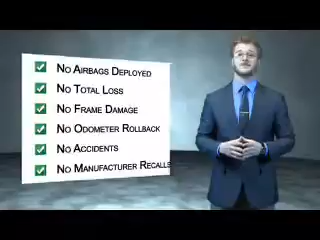 No Airbags Deployed
No Total Loss
No Frame Damage
No Odometer Rollback
No Accidents
No Manufacturer Recalls